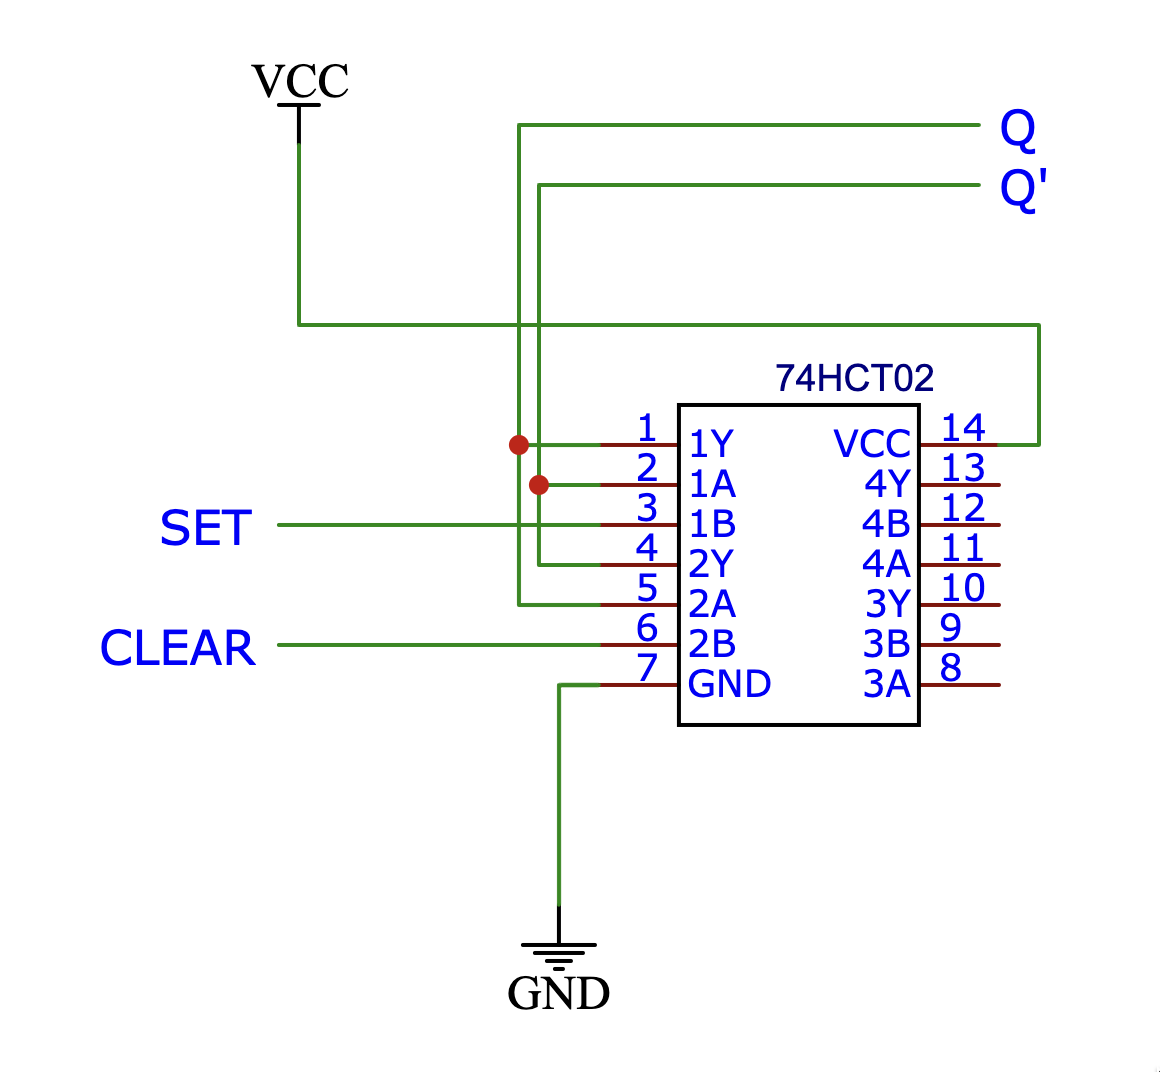 VCC
Q
Q'
74HCT02
1 1Y VCC 14
2 1A 4Y 13
3 1B 4B 12
SET
4 2Y 4A 11
5 2A 3Y 10
6 2B 3B 9
CLEAR
7 GND 3A 8
GND